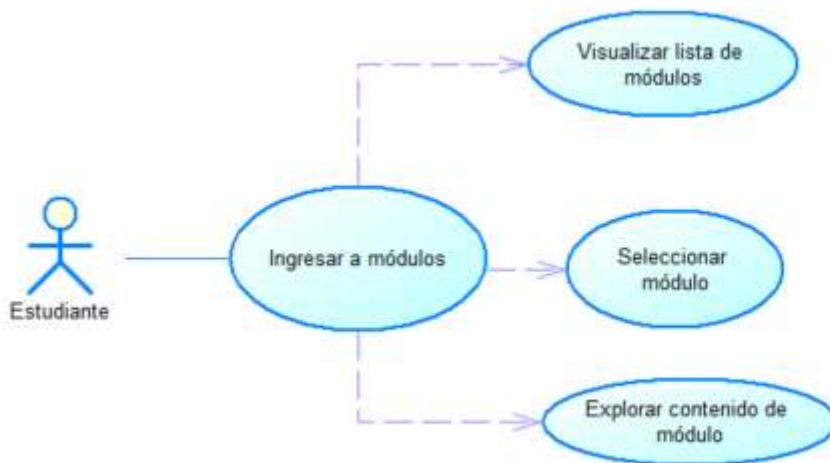 Visualizar lista de
módulos
Ingresar a módulos
Seleccionar
módulo
Estudiante
Explorar contenido de
módulo